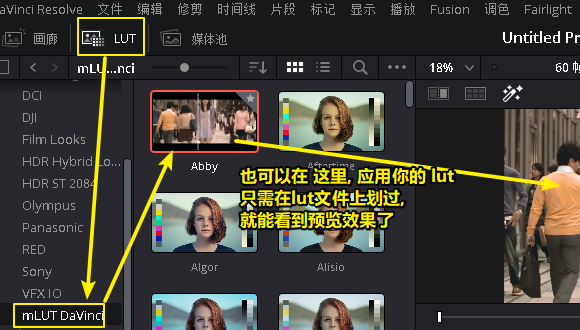 DaVinci Resolve 文件 编辑 修剪 时间线 片段 标记 显示 播放 Fusion 调色 Fairlight
画廊 LUT 媒体池 Untitled Pr
mLU...nci 18% 60 帧
DCI
DJI
Film Looks
HDR Hybrid Lo
HDR ST 2084
Olympus
Panasonic
RED
Sony
VFX IO
mLUT DaVinci
Abby Aftertime
Algor Alisio
也可以在 这里, 应用你的 lut
只需在lut文件上划过,
就能看到预览效果了